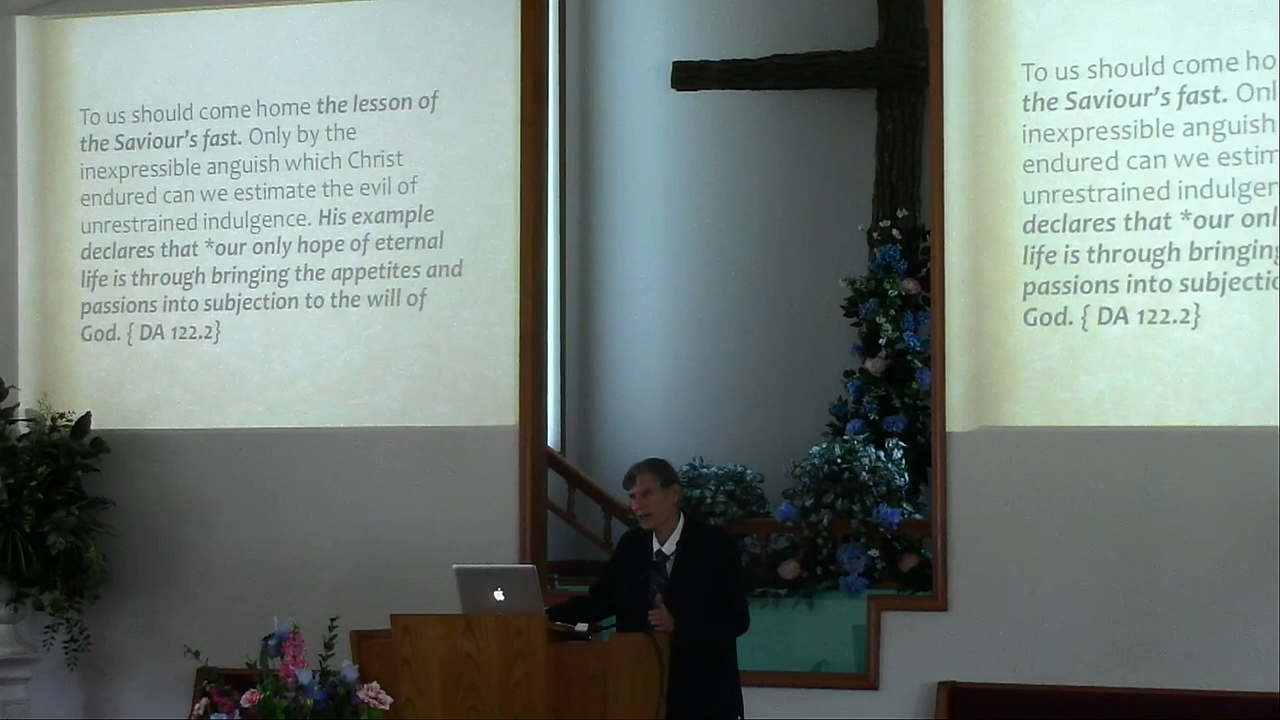 To us should come home the lesson of
the Saviour's fast. Only by the
inexpressible anguish which Christ
endured can we estimate the evil of
unrestrained indulgence. His example
declares that *our only hope of eternal
life is through bringing the appetites and
passions into subjection to the will of
God. { DA 122.2}
To us should come ho
the Saviour's fast. Onl
inexpressible anguish
endured can we estim
unrestrained indulgen
declares that *our onl
life is through bringing
passions into subjectio
God. { DA 122.2}